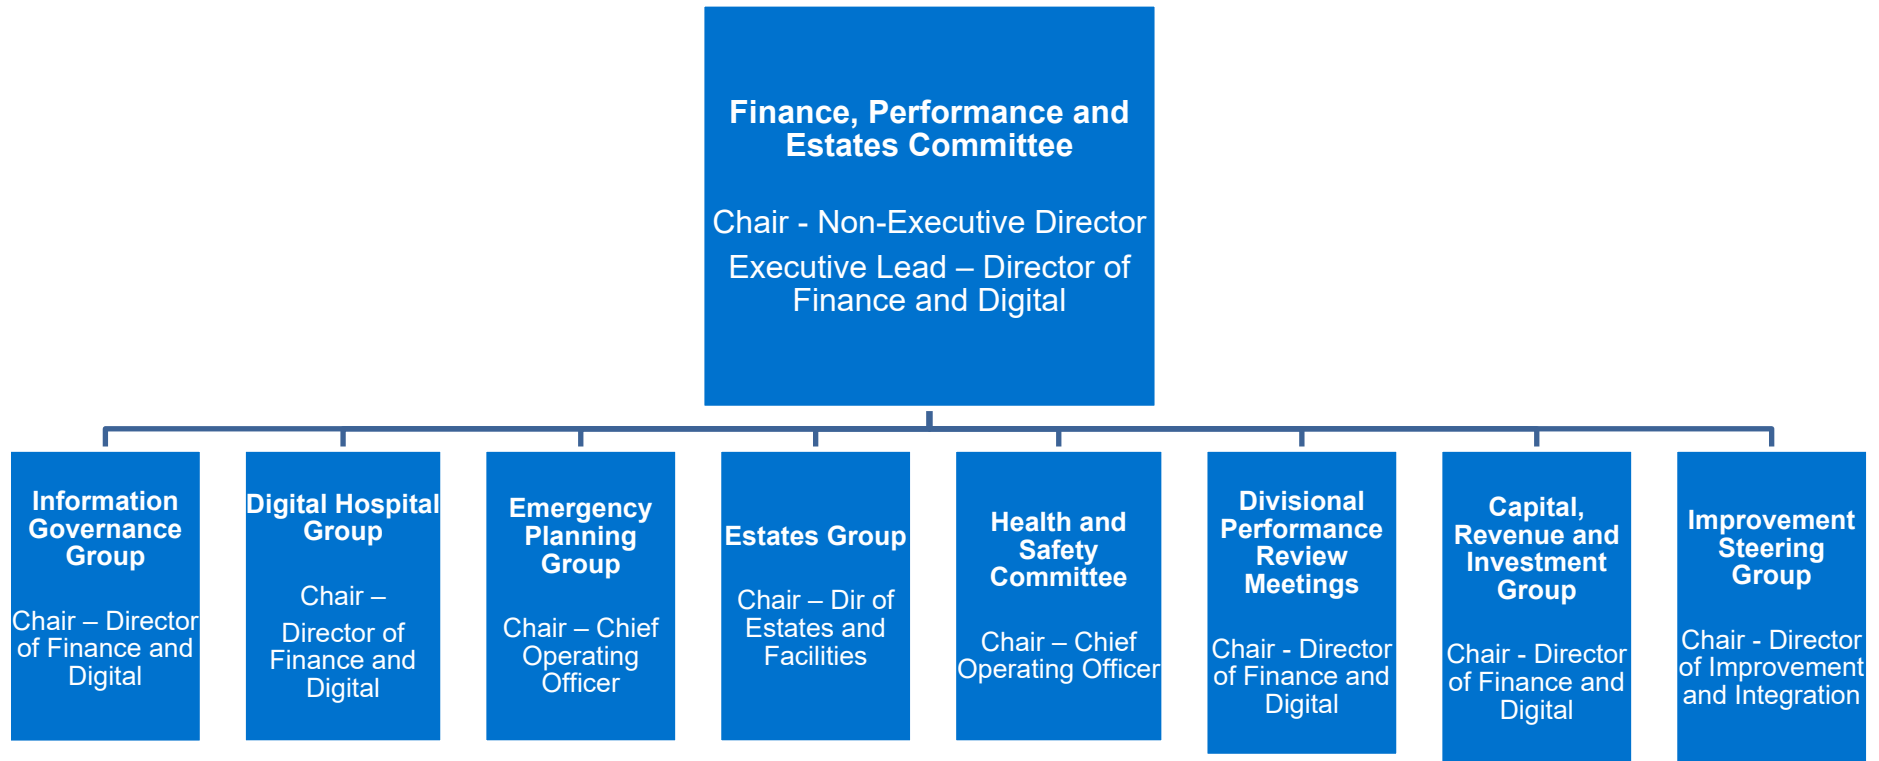 Finance, Performance and
Estates Committee
Chair - Non-Executive Director
Executive Lead – Director of
Finance and Digital
Information
Governance
Group
Chair – Director
of Finance and
Digital
Digital Hospital
Group
Chair –
Director of
Finance and
Digital
Emergency
Planning
Group
Chair – Chief
Operating
Officer
Estates Group
Chair – Dir of
Estates and
Facilities
Health and
Safety
Committee
Chair – Chief
Operating Officer
Divisional
Performance
Review
Meetings
Chair - Director
of Finance and
Digital
Capital,
Revenue and
Investment
Group
Chair - Director
of Finance and
Digital
Improvement
Steering
Group
Chair - Director
of Improvement
and Integration